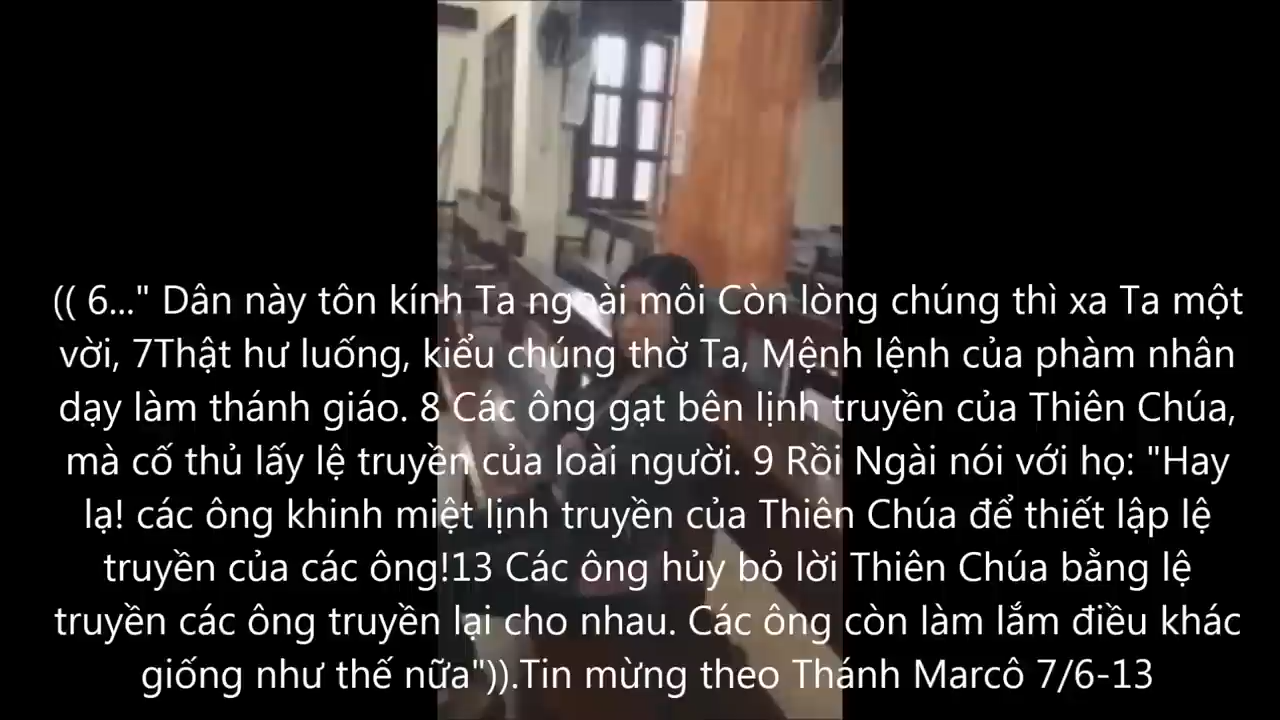 (( 6..." Dân này tôn kính Ta ngoài môi Còn lòng chúng thì xa Ta một
vời, 7Thật hư luống, kiểu chúng thờ Ta, Mệnh lệnh của phàm nhân
dạy làm thánh giáo. 8 Các ông gạt bên lịnh truyền của Thiên Chúa,
mà cố thủ lấy lệ truyền của loài người. 9 Rồi Ngài nói với họ: "Hay
lạ! các ông khinh miệt lịnh truyền của Thiên Chúa để thiết lập lệ
truyền của các ông!13 Các ông hủy bỏ lời Thiên Chúa bằng lệ
truyền các ông truyền lại cho nhau. Các ông còn làm lắm điều khác
giống như thế nữa")).Tin mừng theo Thánh Marcô 7/6-13